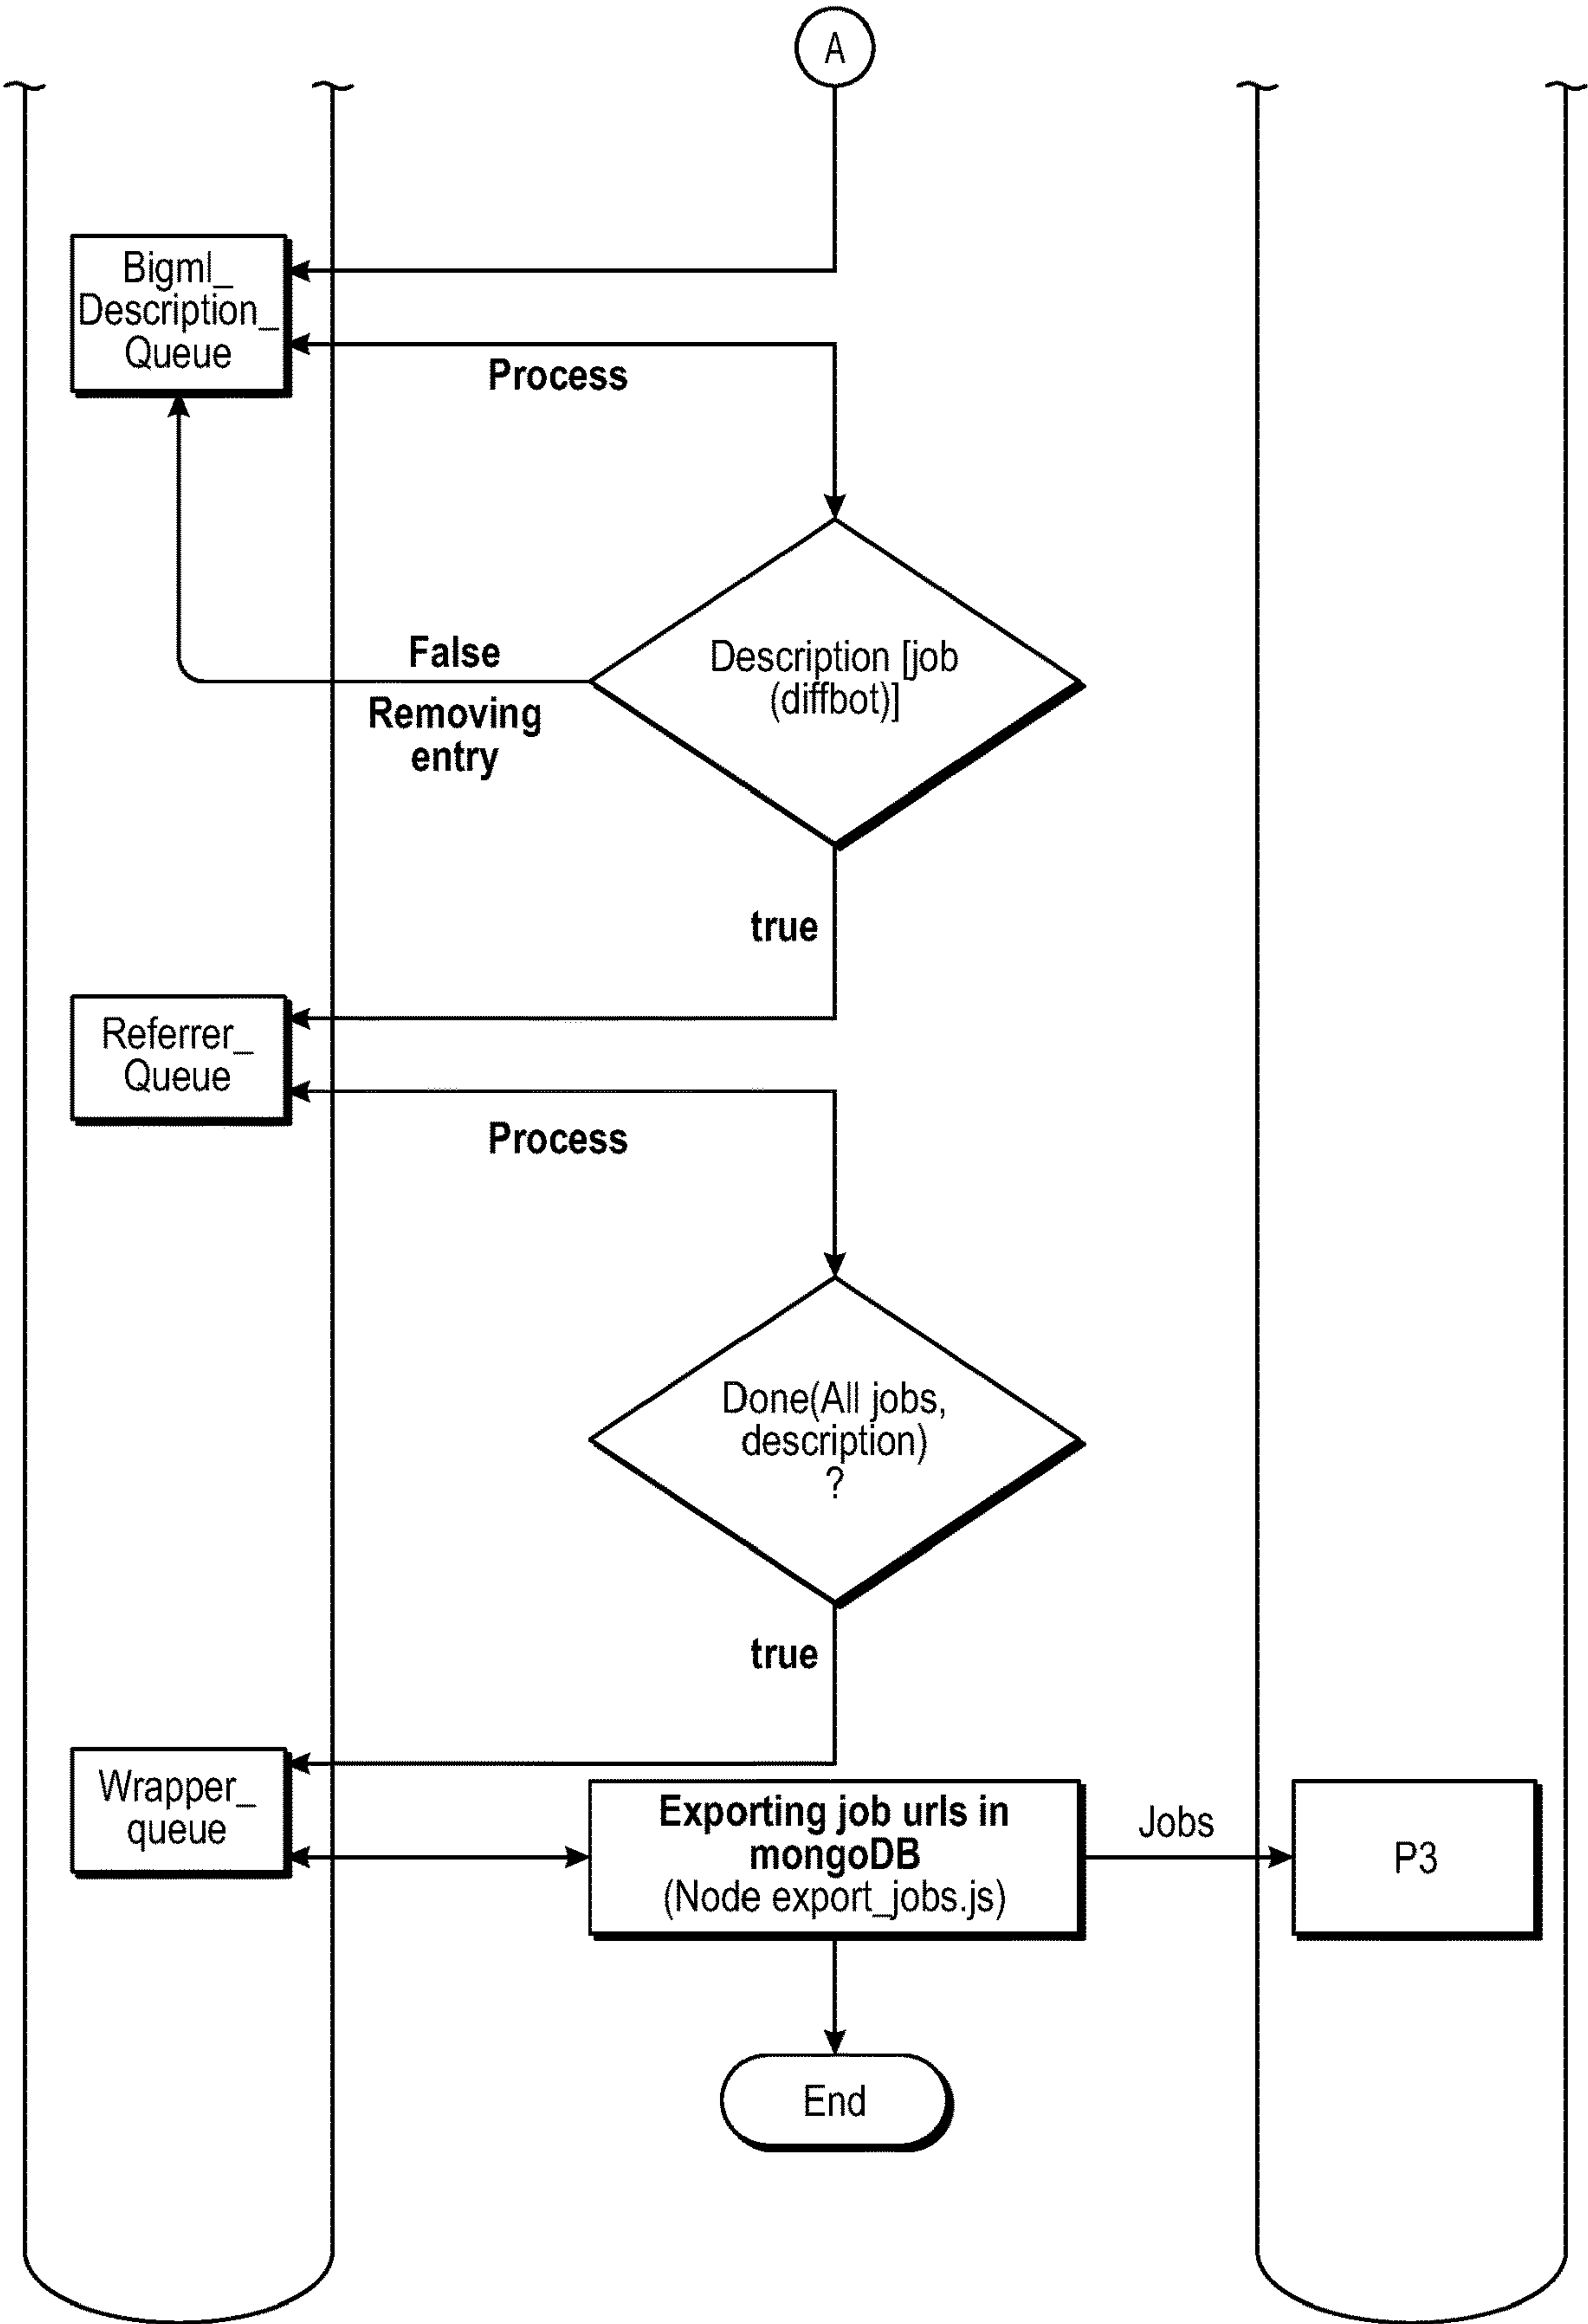 A
Bigml_
Description_
Queue
Process
False
Removing
entry
Description [job
(diffbot)]
true
Referrer_
Queue
Process
Done(All jobs,
description)
?
true
Wrapper_
queue
Exporting job urls in
mongoDB
(Node export_jobs.js)
Jobs
P3
End